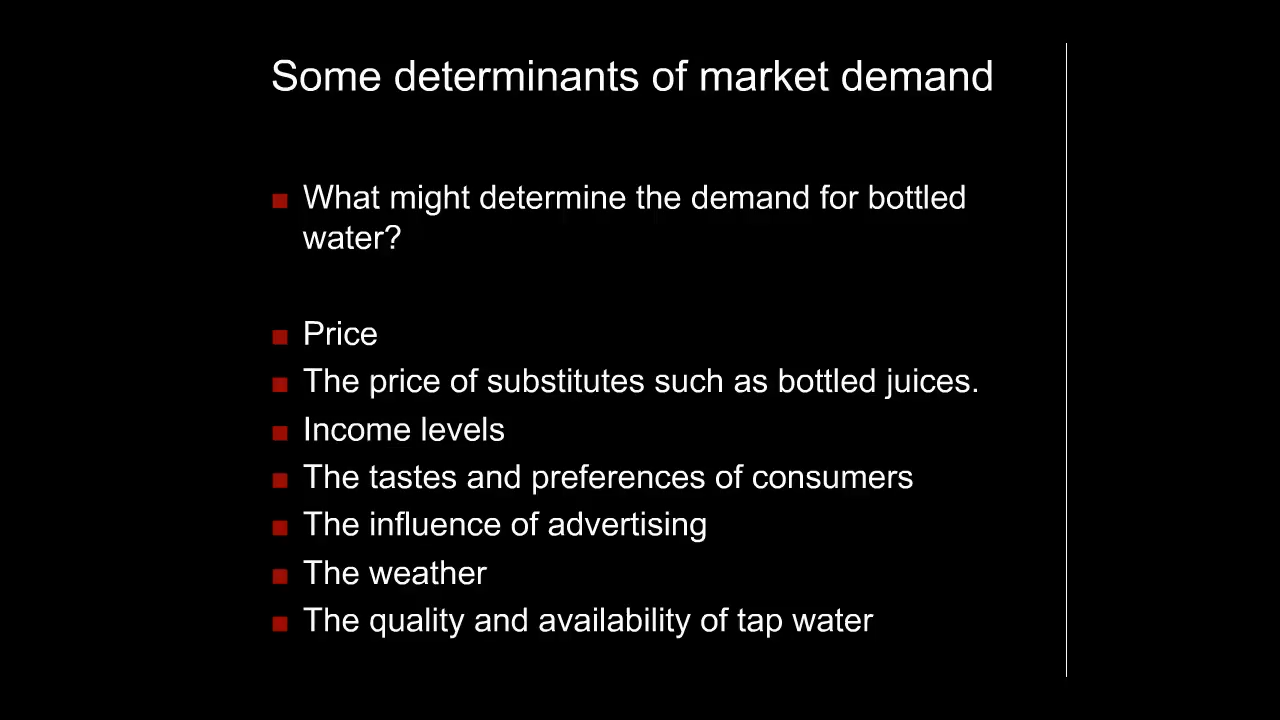 Some determinants of market demand
What might determine the demand for bottled
water?
Price
The price of substitutes such as bottled juices.
Income levels
The tastes and preferences of consumers
The influence of advertising
The weather
The quality and availability of tap water